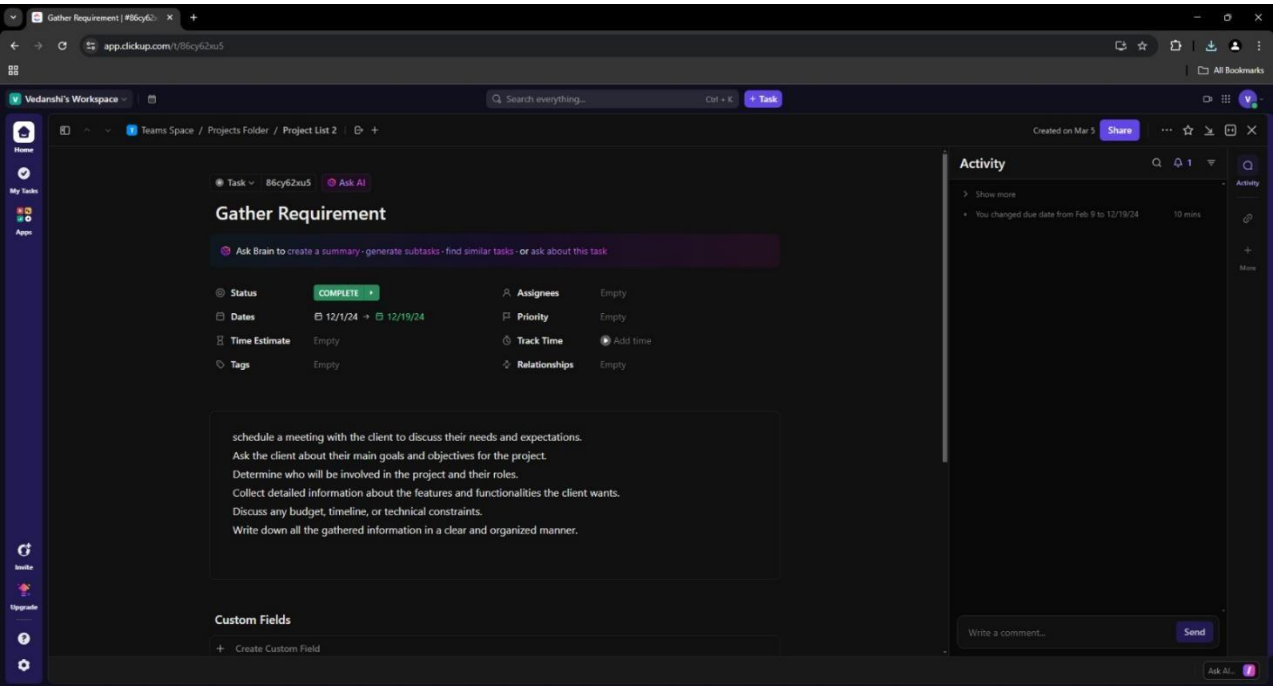 Gather Requirement | #86cy62x
app.clickup.com/t/86cy62xu5
All Bookmarks
V Vedanshi's Workspace
Search everything... Ctrl + K + Task
V
Home
My Tasks
Apps
Invite
Upgrade
T Teams Space / Projects Folder / Project List 2
Created on Mar 5 Share
Task 86cy62xu5 Ask AI
Gather Requirement
Ask Brain to create a summary · generate subtasks · find similar tasks · or ask about this task
Status COMPLETE Assignees Empty
Dates 12/1/24 → 12/19/24 Priority Empty
Time Estimate Empty Track Time Add time
Tags Empty Relationships Empty
schedule a meeting with the client to discuss their needs and expectations.
Ask the client about their main goals and objectives for the project.
Determine who will be involved in the project and their roles.
Collect detailed information about the features and functionalities the client wants.
Discuss any budget, timeline, or technical constraints.
Write down all the gathered information in a clear and organized manner.
Custom Fields
+ Create Custom Field
Activity 1
Show more
You changed due date from Feb 9 to 12/19/24 10 mins
Write a comment... Send
Activity
More
Ask AI...